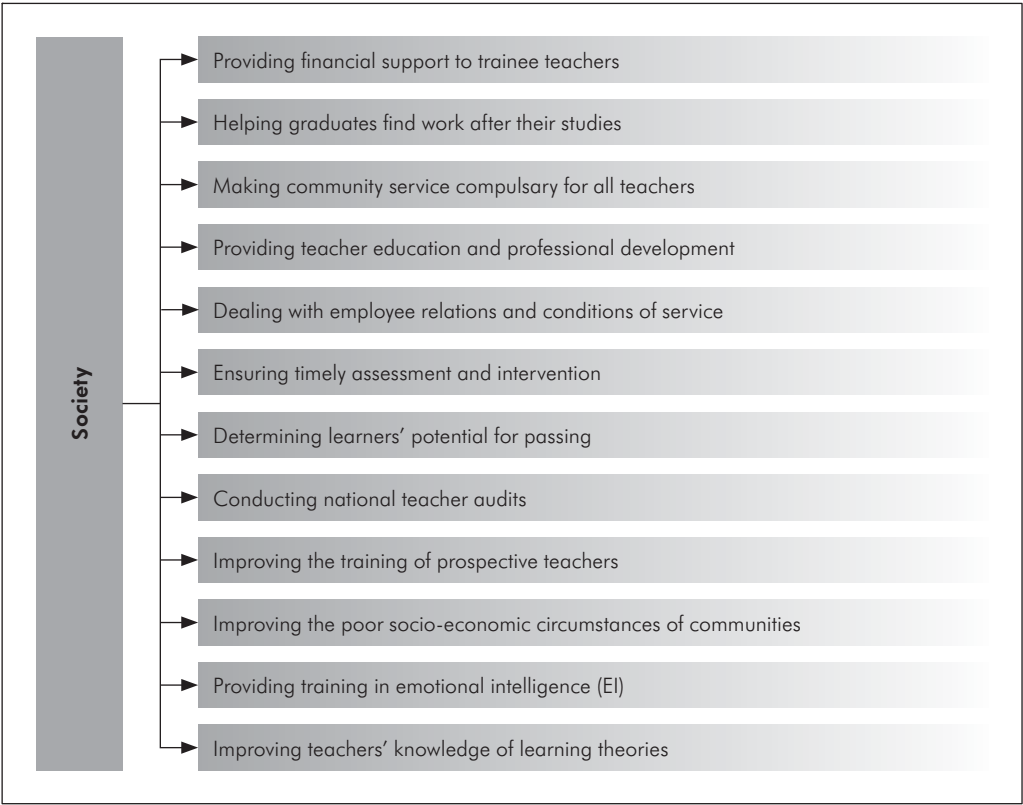 Society
Providing financial support to trainee teachers
Helping graduates find work after their studies
Making community service compulsary for all teachers
Providing teacher education and professional development
Dealing with employee relations and conditions of service
Ensuring timely assessment and intervention
Determining learners’ potential for passing
Conducting national teacher audits
Improving the training of prospective teachers
Improving the poor socio-economic circumstances of communities
Providing training in emotional intelligence (EI)
Improving teachers’ knowledge of learning theories